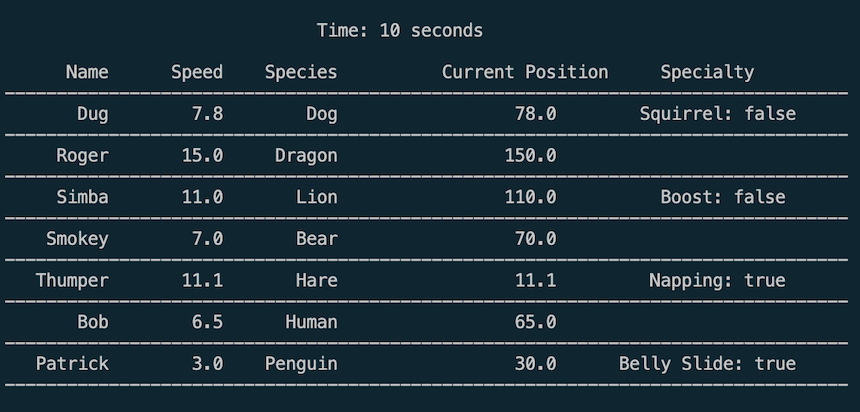 Time: 10 seconds
Name Speed Species Current Position Specialty
Dug 7.8 Dog 78.0 Squirrel: false
Roger 15.0 Dragon 150.0
Simba 11.0 Lion 110.0 Boost: false
Smokey 7.0 Bear 70.0
Thumper 11.1 Hare 11.1 Napping: true
Bob 6.5 Human 65.0
Patrick 3.0 Penguin 30.0 Belly Slide: true